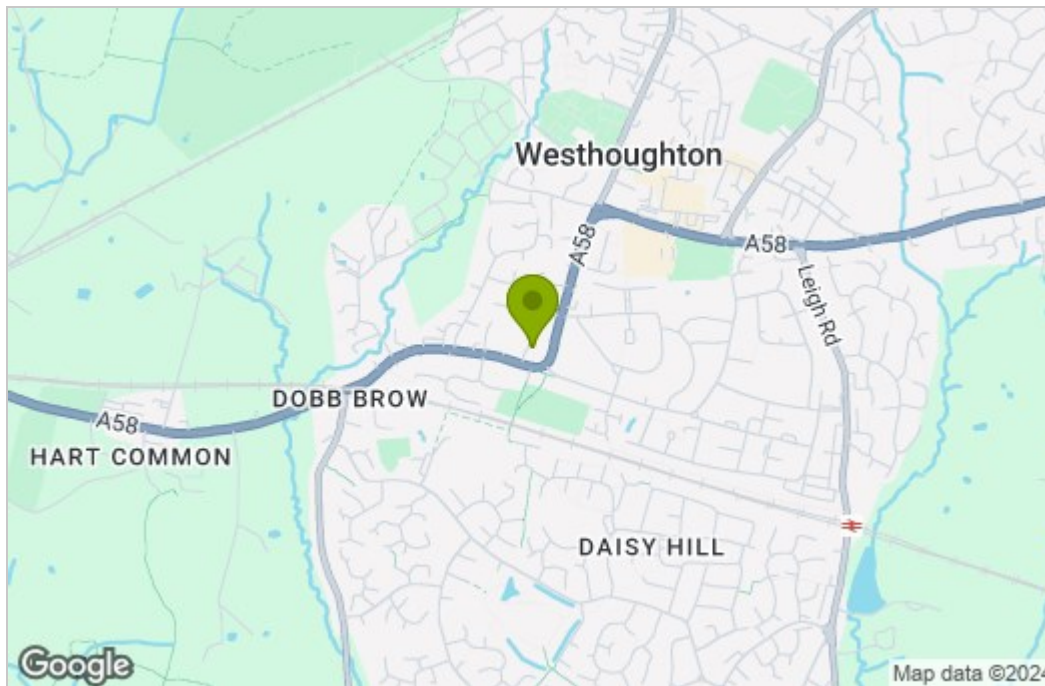 Westhoughton
A58
A58
Leigh Rd
DOBB BROW
A58
HART COMMON
DAISY HILL
Google
Map data ©2024